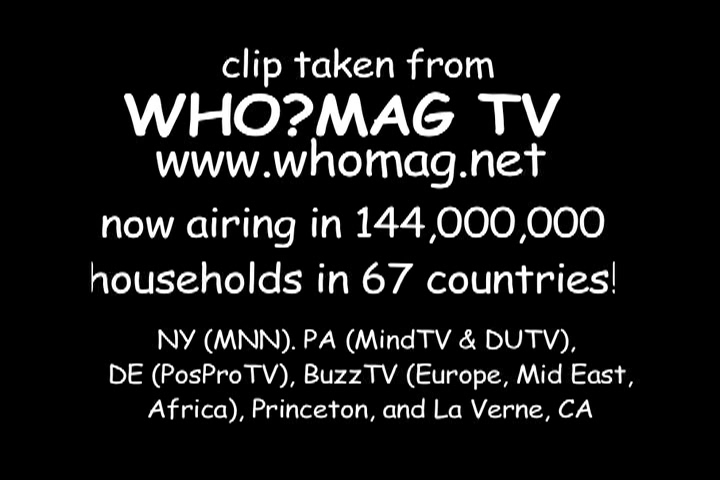 clip taken from
WHO?MAG TV
www.whomag.net
now airing in 144,000,000
households in 67 countries!
NY (MNN). PA (MindTV & DUTV),
DE (PosProTV), BuzzTV (Europe, Mid East,
Africa), Princeton, and La Verne, CA